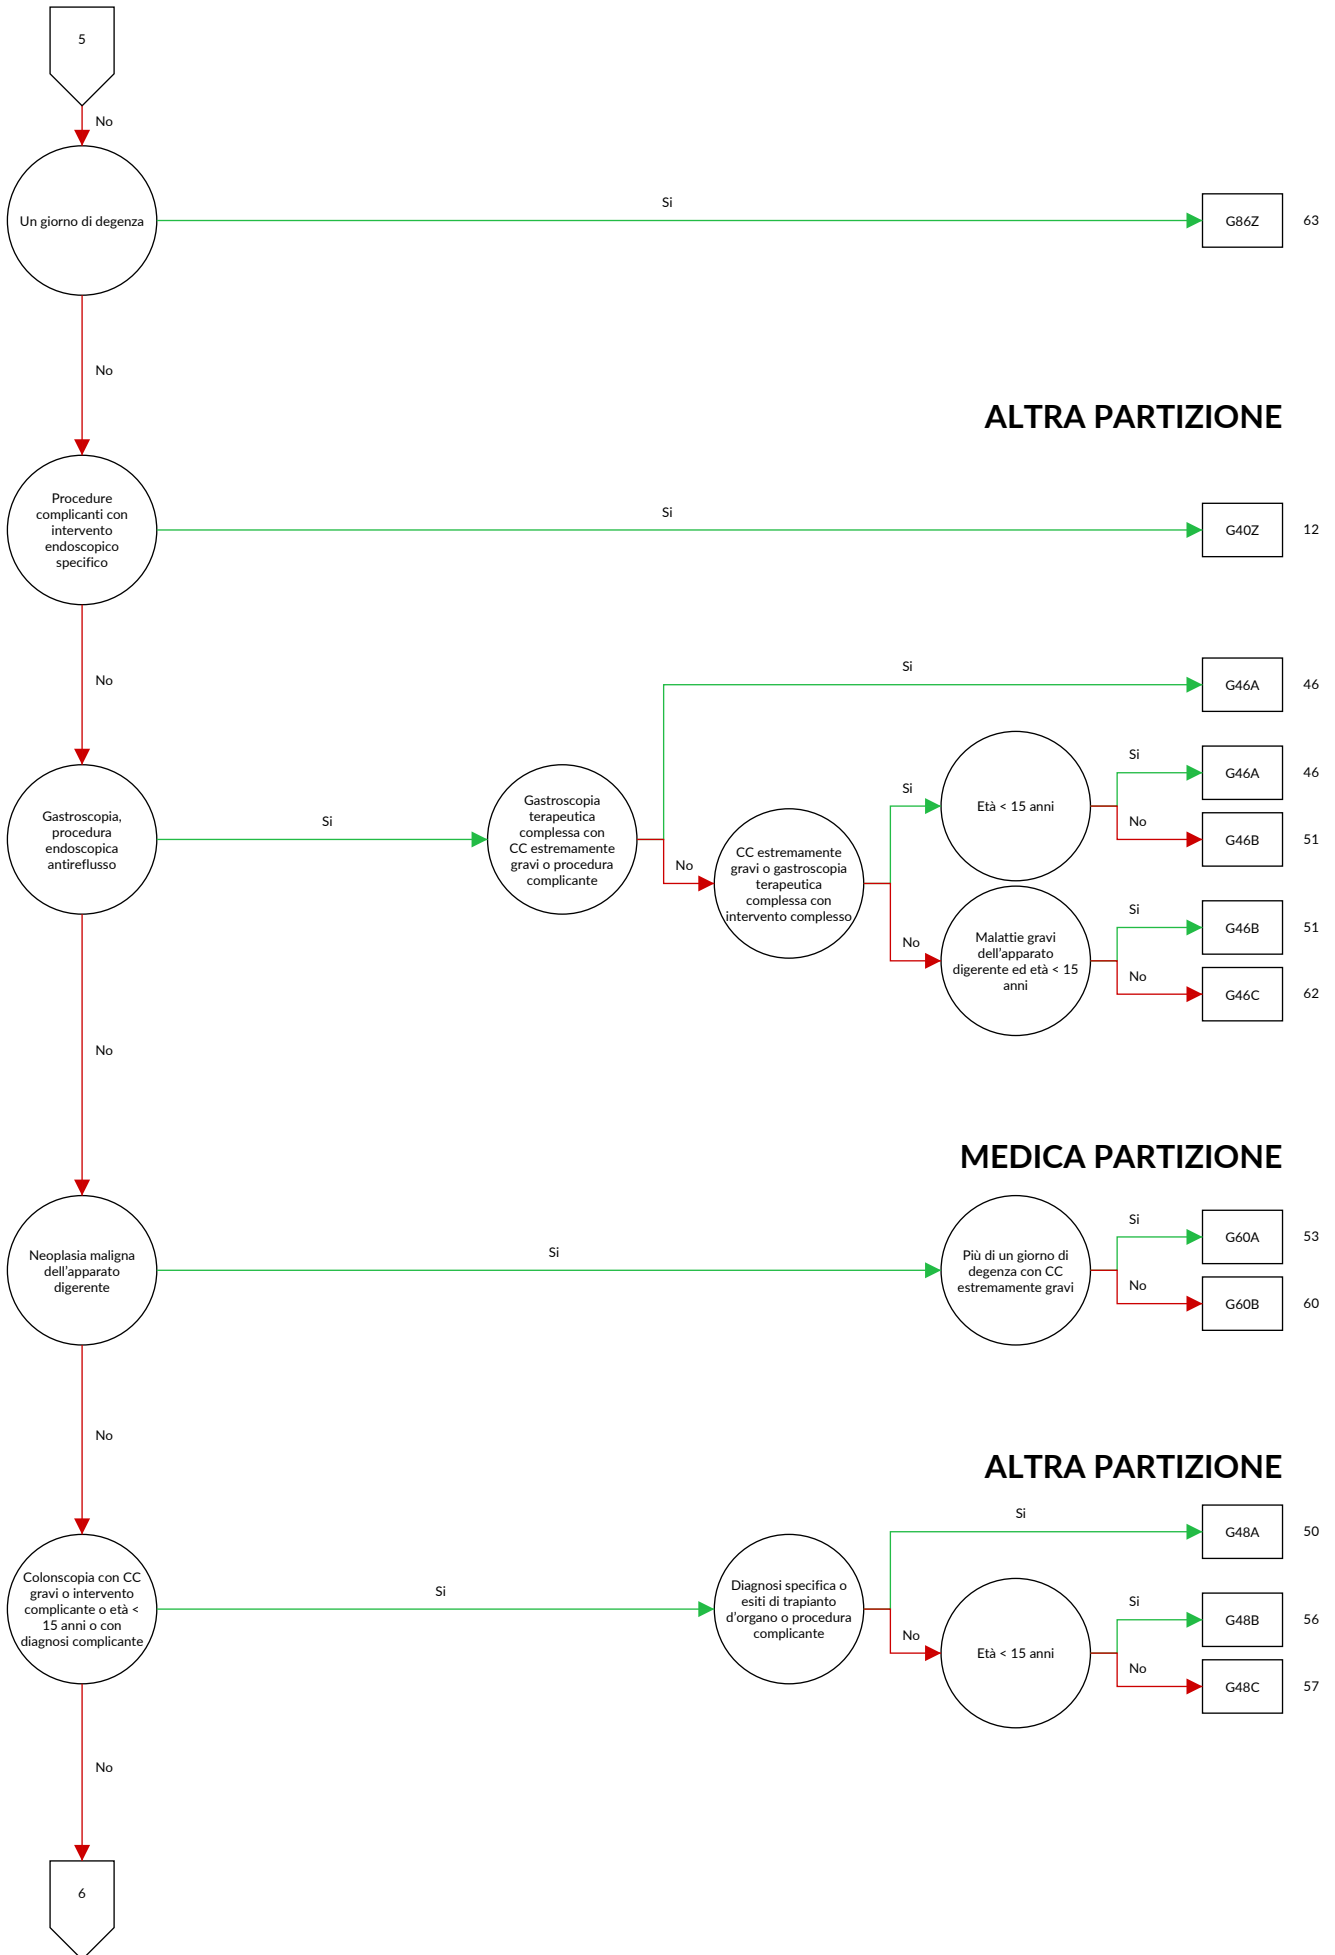 5
No
Un giorno di degenza
Si
G86Z
63
No
ALTRA PARTIZIONE
Procedure
complicanti con
intervento
endoscopico
specifico
Si
G40Z
12
No
Gastroscopia,
procedura
endoscopica
antireflusso
Si
Gastroscopia
terapeutica
complessa con
CC estremamente
gravi o procedura
complicante
Si
G46A
46
No
CC estremamente
gravi o gastroscopia
terapeutica
complessa con
intervento complesso
Si
Età < 15 anni
Si
G46A
46
No
G46B
51
No
Malattie gravi
dell'apparato
digerente ed età < 15
anni
Si
G46B
51
No
G46C
62
No
MEDICA PARTIZIONE
Neoplasia maligna
dell'apparato
digerente
Si
Più di un giorno di
degenza con CC
estremamente gravi
Si
G60A
53
No
G60B
60
No
ALTRA PARTIZIONE
Colonscopia con CC
gravi o intervento
complicante o età <
15 anni o con
diagnosi complicante
Si
Diagnosi specifica o
esiti di trapianto
d'organo o procedura
complicante
Si
G48A
50
No
Età < 15 anni
Si
G48B
56
No
G48C
57
No
6